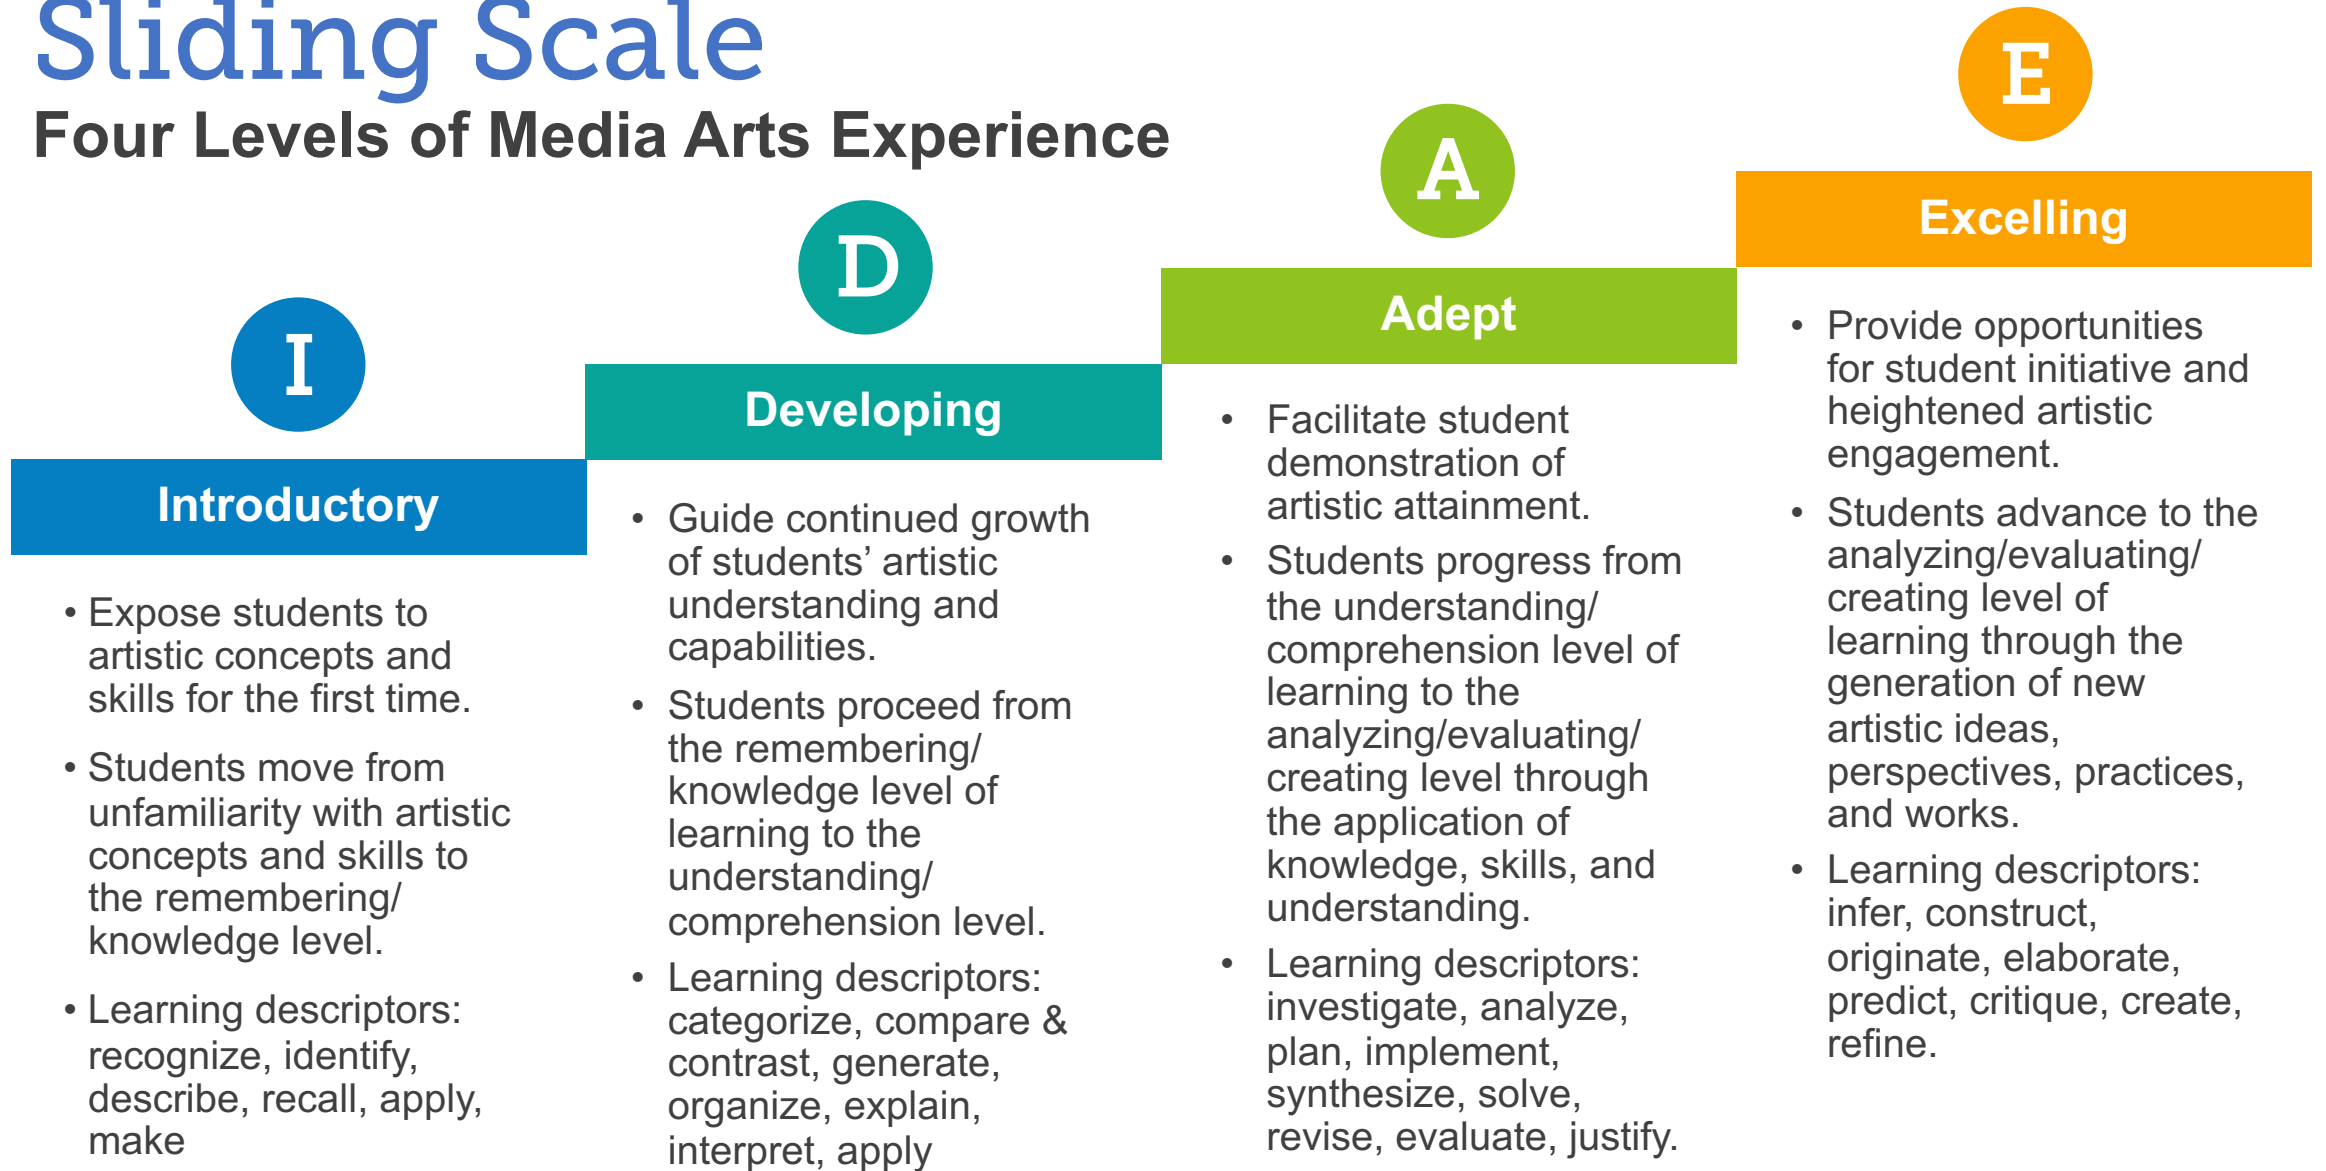 Sliding Scale
Four Levels of Media Arts Experience
I
Introductory
• Expose students to
artistic concepts and
skills for the first time.
• Students move from
unfamiliarity with artistic
concepts and skills to
the remembering/
knowledge level.
• Learning descriptors:
recognize, identify,
describe, recall, apply,
make
D
Developing
• Guide continued growth
of students’ artistic
understanding and
capabilities.
• Students proceed from
the remembering/
knowledge level of
learning to the
understanding/
comprehension level.
• Learning descriptors:
categorize, compare &
contrast, generate,
organize, explain,
interpret, apply
A
Adept
• Facilitate student
demonstration of
artistic attainment.
• Students progress from
the understanding/
comprehension level of
learning to the
analyzing/evaluating/
creating level through
the application of
knowledge, skills, and
understanding.
• Learning descriptors:
investigate, analyze,
plan, implement,
synthesize, solve,
revise, evaluate, justify.
E
Excelling
• Provide opportunities
for student initiative and
heightened artistic
engagement.
• Students advance to the
analyzing/evaluating/
creating level of
learning through the
generation of new
artistic ideas,
perspectives, practices,
and works.
• Learning descriptors:
infer, construct,
originate, elaborate,
predict, critique, create,
refine.